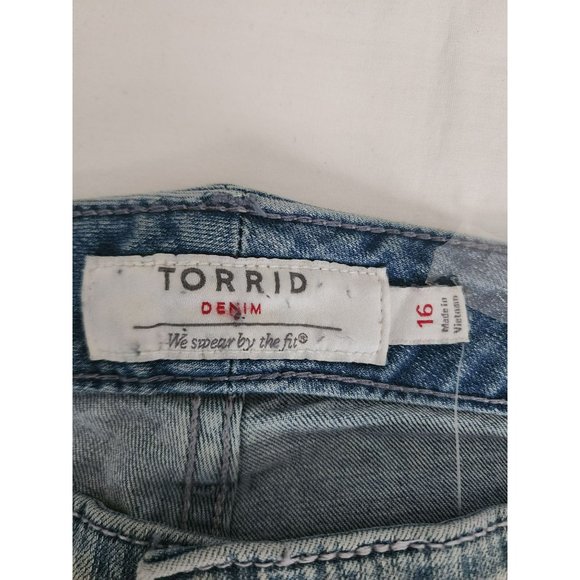 TORRID
DENIM
We swear by the fit®
16
Made in
Vietnam